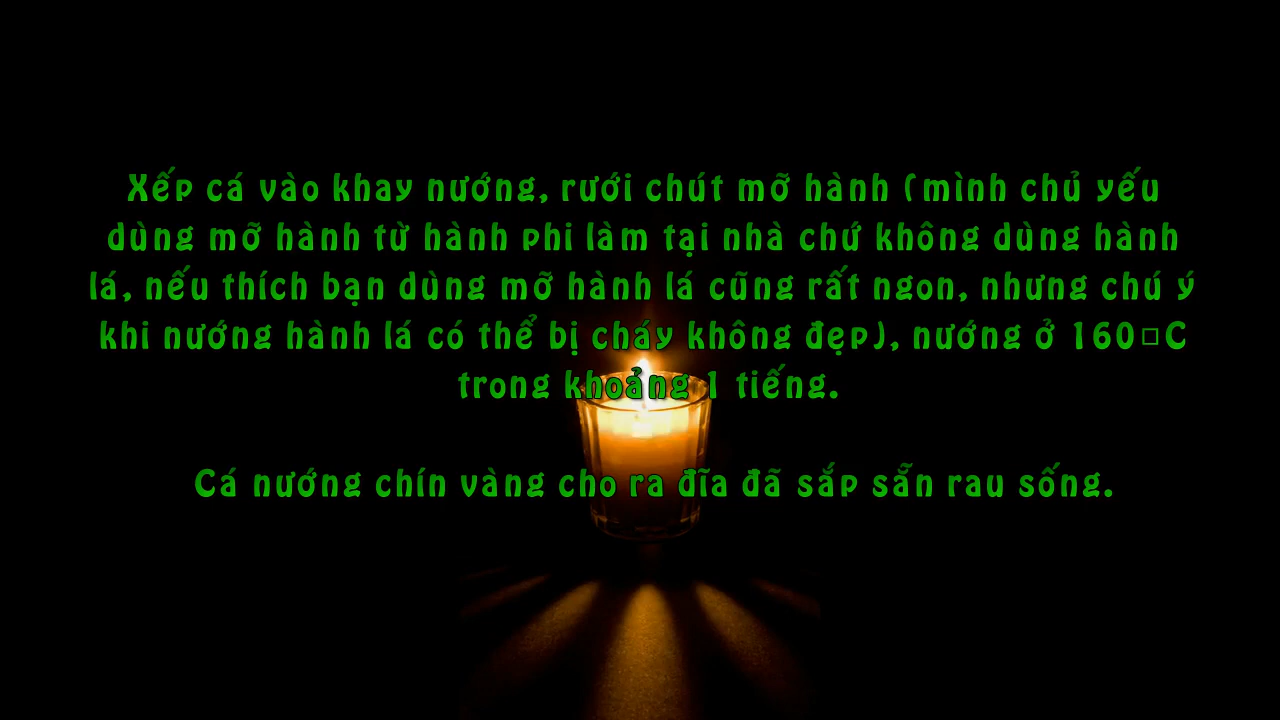 Xếp cá vào khay nướng, rưới chút mỡ hành (mình chủ yếu
dùng mỡ hành từ hành phi làm tại nhà chứ không dùng hành
lá, nếu thích bạn dùng mỡ hành lá cũng rất ngon, nhưng chú ý
khi nướng hành lá có thể bị cháy không đẹp), nướng ở 160□C
trong khoảng 1 tiếng.
Cá nướng chín vàng cho ra đĩa đã sắp sẵn rau sống.